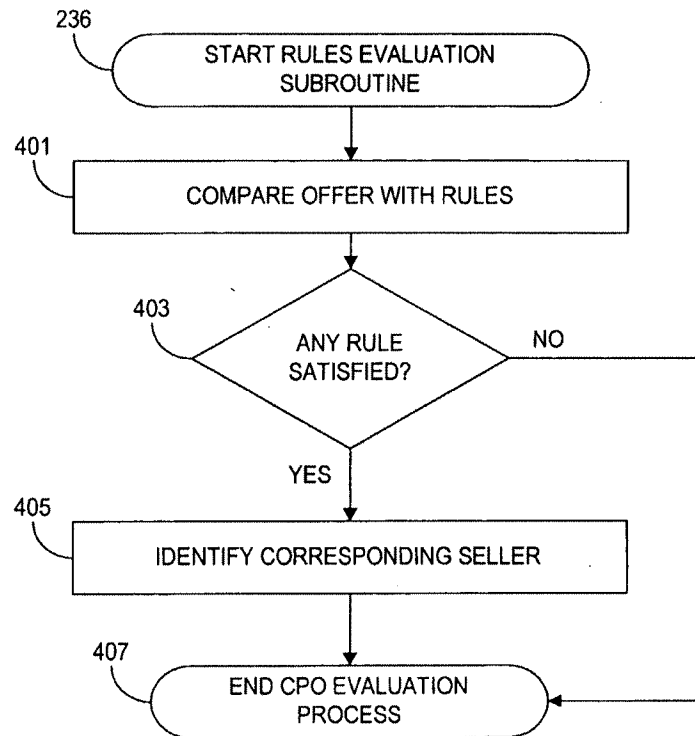 236
START RULES EVALUATION
SUBROUTINE
401
COMPARE OFFER WITH RULES
403
ANY RULE
SATISFIED?
NO
YES
405
IDENTIFY CORRESPONDING SELLER
407
END CPO EVALUATION
PROCESS